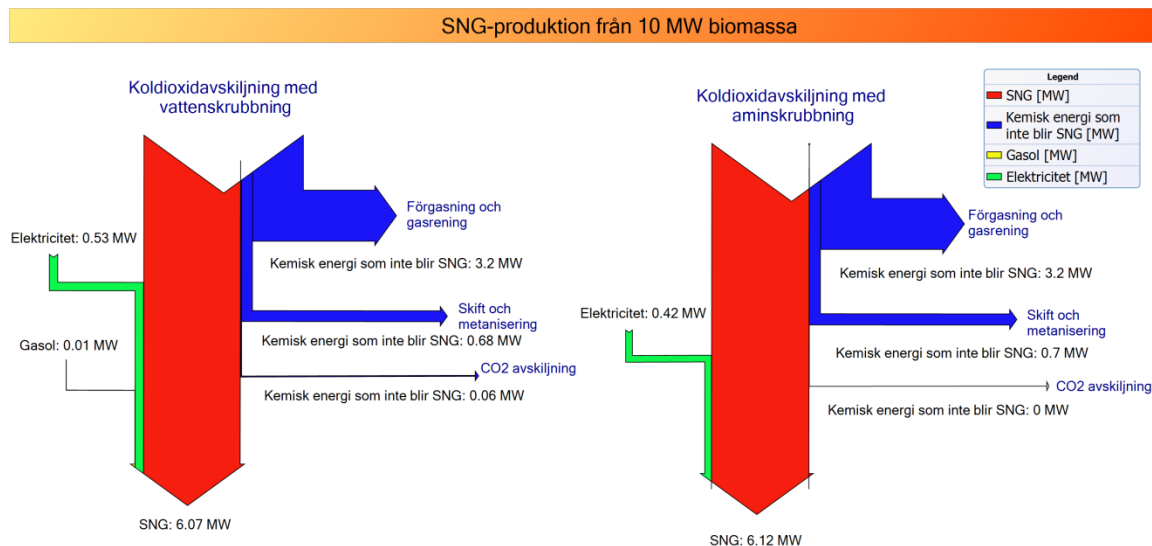 SNG-produktion från 10 MW biomassa
Koldioxidavskiljning med
vattenskrubbning
Förgasning och
gasrening
Elektricitet: 0.53 MW
Kemisk energi som inte blir SNG: 3.2 MW
Skift och
metanisering
Gasol: 0.01 MW
Kemisk energi som inte blir SNG: 0.68 MW
CO2 avskiljning
Kemisk energi som inte blir SNG: 0.06 MW
SNG: 6.07 MW
Koldioxidavskiljning med
aminskrubbning
Legend
SNG [MW]
Kemisk energi som
inte blir SNG [MW]
Gasol [MW]
Elektricitet [MW]
Förgasning och
gasrening
Kemisk energi som inte blir SNG: 3.2 MW
Elektricitet: 0.42 MW
Skift och
metanisering
Kemisk energi som inte blir SNG: 0.7 MW
CO2 avskiljning
Kemisk energi som inte blir SNG: 0 MW
SNG: 6.12 MW